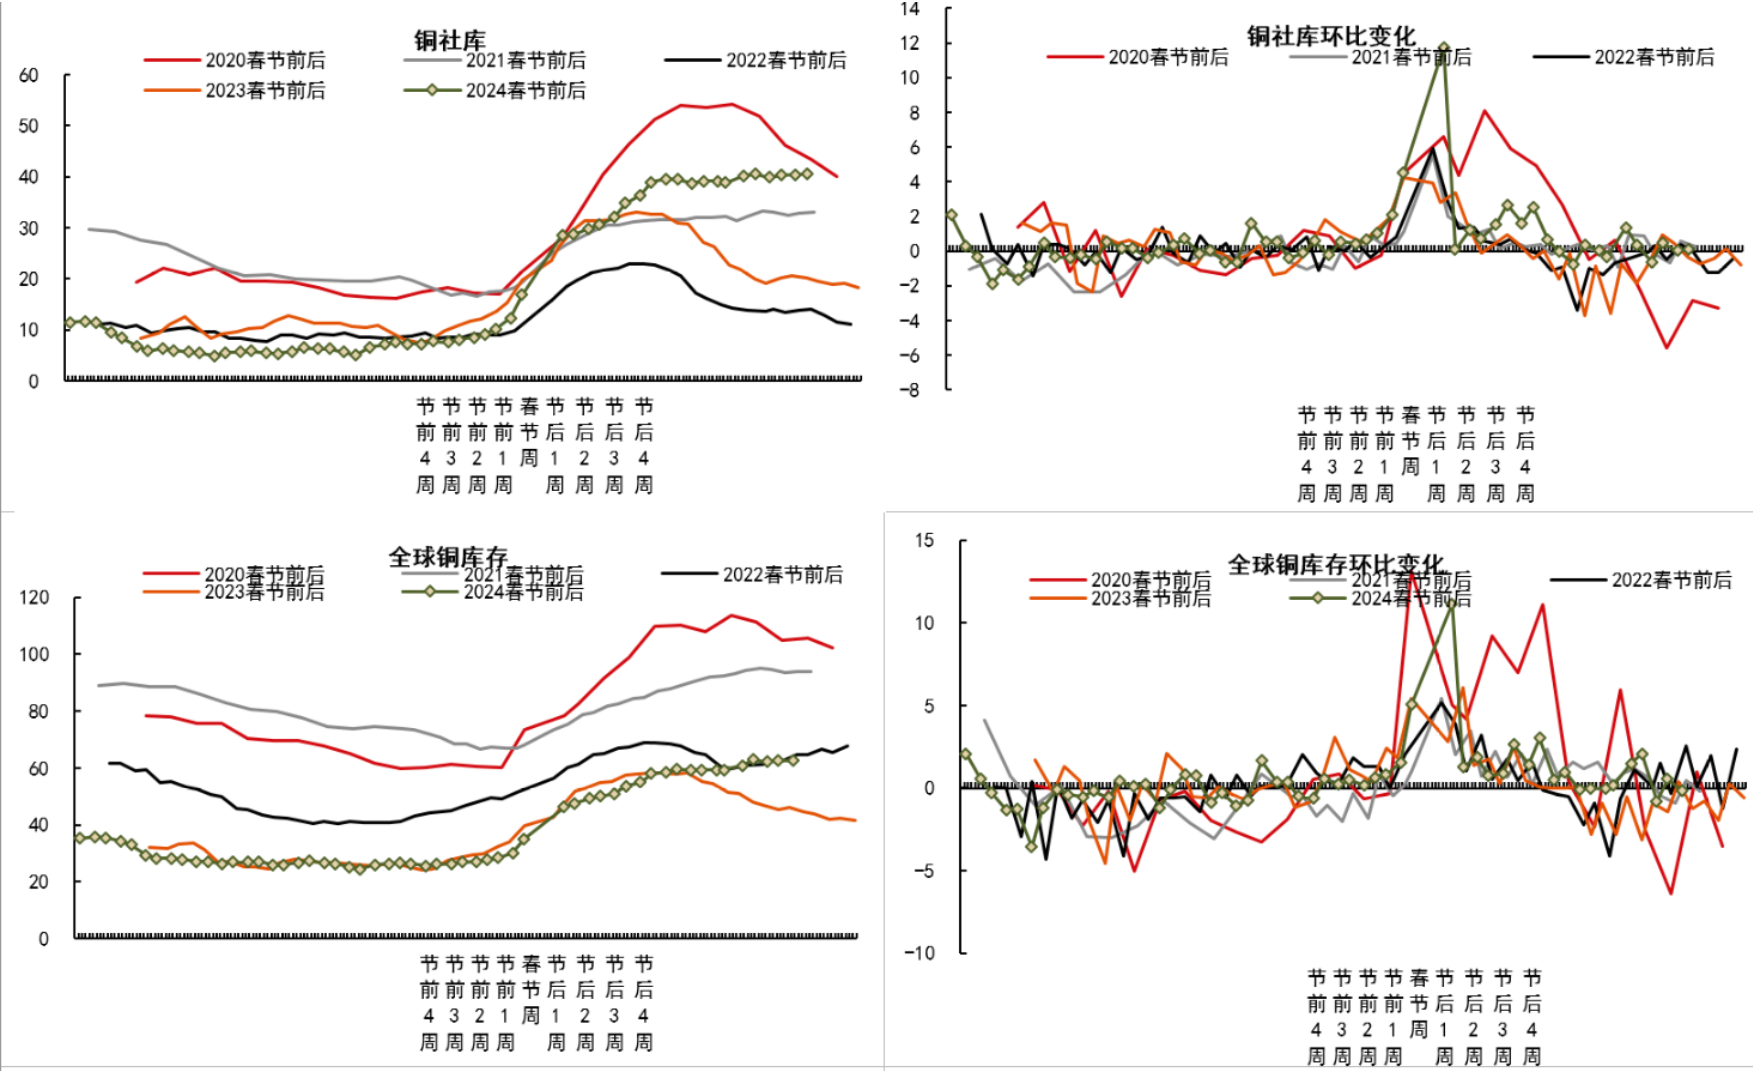 铜社库
2020春节前后
2021春节前后
2022春节前后
2023春节前后
2024春节前后
60
50
40
30
20
10
0
节前4周
节前3周
节前2周
节前1周
春节周
节后1周
节后2周
节后3周
节后4周
铜社库环比变化
2020春节前后
2021春节前后
2022春节前后
14
12
10
8
6
4
2
0
-2
-4
-6
-8
节前4周
节前3周
节前2周
节前1周
春节周
节后1周
节后2周
节后3周
节后4周
全球铜库存
2020春节前后
2021春节前后
2022春节前后
2023春节前后
2024春节前后
120
100
80
60
40
20
0
节前4周
节前3周
节前2周
节前1周
春节周
节后1周
节后2周
节后3周
节后4周
全球铜库存环比变化
2020春节前后
2021春节前后
2022春节前后
2023春节前后
2024春节前后
15
10
5
0
-5
-10
节前4周
节前3周
节前2周
节前1周
春节周
节后1周
节后2周
节后3周
节后4周